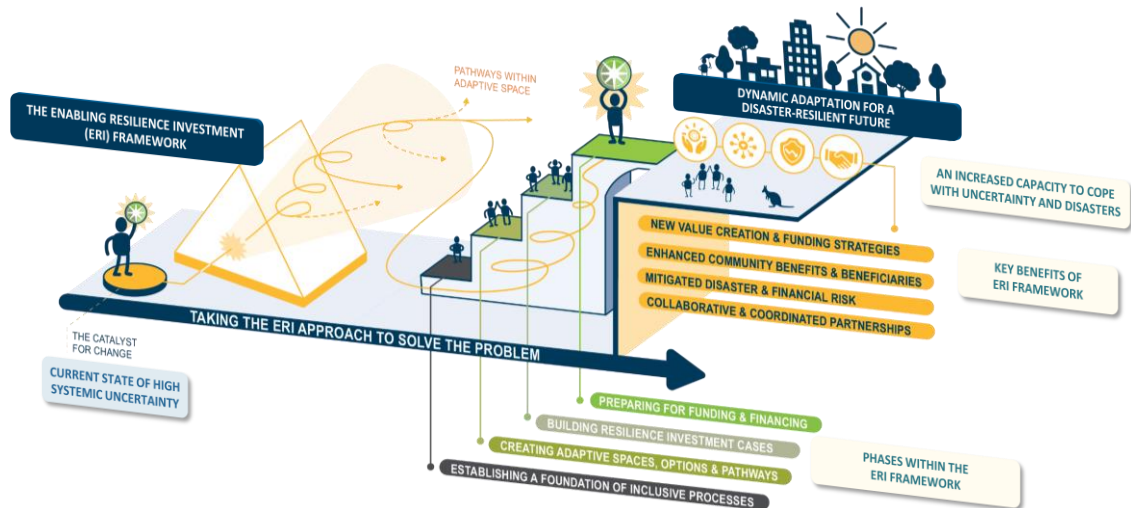 THE ENABLING RESILIENCE INVESTMENT
(ERI) FRAMEWORK
PATHWAYS WITHIN
ADAPTIVE SPACE
DYNAMIC ADAPTATION FOR A
DISASTER-RESILIENT FUTURE
AN INCREASED CAPACITY TO COPE
WITH UNCERTAINTY AND DISASTERS
NEW VALUE CREATION & FUNDING STRATEGIES
ENHANCED COMMUNITY BENEFITS & BENEFICIARIES
MITIGATED DISASTER & FINANCIAL RISK
COLLABORATIVE & COORDINATED PARTNERSHIPS
KEY BENEFITS OF
ERI FRAMEWORK
TAKING THE ERI APPROACH TO SOLVE THE PROBLEM
THE CATALYST
FOR CHANGE
CURRENT STATE OF HIGH
SYSTEMIC UNCERTAINTY
PREPARING FOR FUNDING & FINANCING
BUILDING RESILIENCE INVESTMENT CASES
CREATING ADAPTIVE SPACES, OPTIONS & PATHWAYS
ESTABLISHING A FOUNDATION OF INCLUSIVE PROCESSES
PHASES WITHIN THE
ERI FRAMEWORK